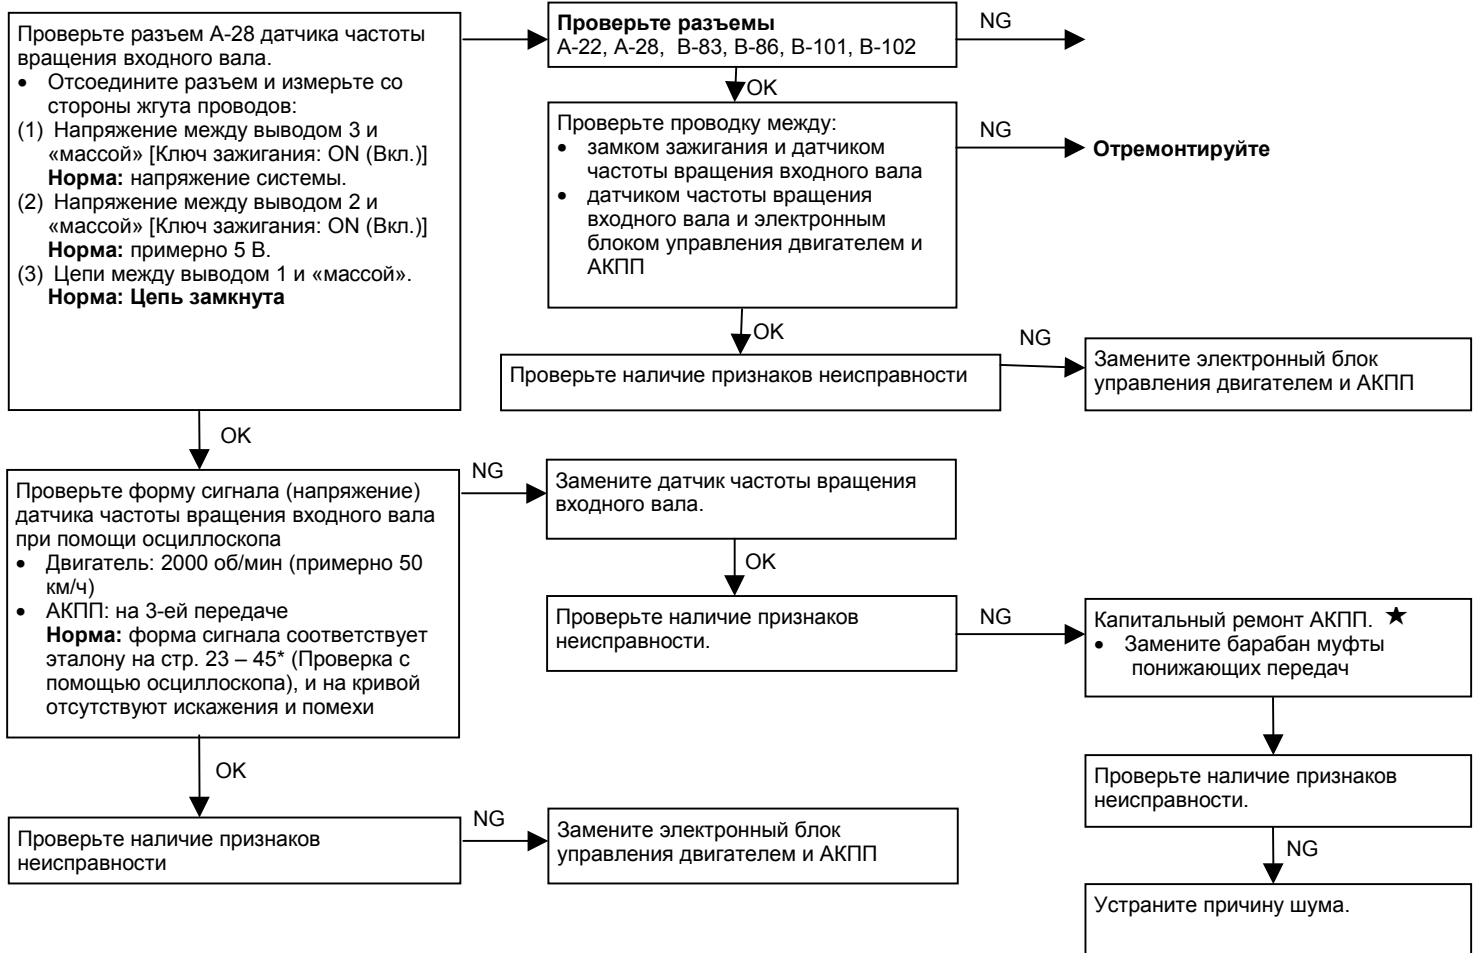 Проверьте разъем А-28 датчика частоты
вращения входного вала.
• Отсоедините разъем и измерьте со
стороны жгута проводов:
(1) Напряжение между выводом 3 и
«массой» [Ключ зажигания: ON (Вкл.)]
Норма: напряжение системы.
(2) Напряжение между выводом 2 и
«массой» [Ключ зажигания: ON (Вкл.)]
Норма: примерно 5 В.
(3) Цепи между выводом 1 и «массой».
Норма: Цепь замкнута
Проверьте разъемы
А-22, А-28, В-83, В-86, В-101, В-102
NG
OK
Проверьте проводку между:
• замком зажигания и датчиком
частоты вращения входного вала
• датчиком частоты вращения
входного вала и электронным
блоком управления двигателем и
АКПП
NG
Отремонтируйте
OK
Проверьте наличие признаков неисправности
NG
Замените электронный блок
управления двигателем и АКПП
OK
Проверьте форму сигнала (напряжение)
датчика частоты вращения входного вала
при помощи осциллоскопа
• Двигатель: 2000 об/мин (примерно 50
км/ч)
• АКПП: на 3-ей передаче
Норма: форма сигнала соответствует
эталону на стр. 23 – 45* (Проверка с
помощью осциллоскопа), и на кривой
отсутствуют искажения и помехи
NG
Замените датчик частоты вращения
входного вала.
OK
Проверьте наличие признаков
неисправности.
NG
Капитальный ремонт АКПП. ★
• Замените барабан муфты
понижающих передач
Проверьте наличие признаков
неисправности.
NG
Устраните причину шума.
OK
Проверьте наличие признаков
неисправности
NG
Замените электронный блок
управления двигателем и АКПП